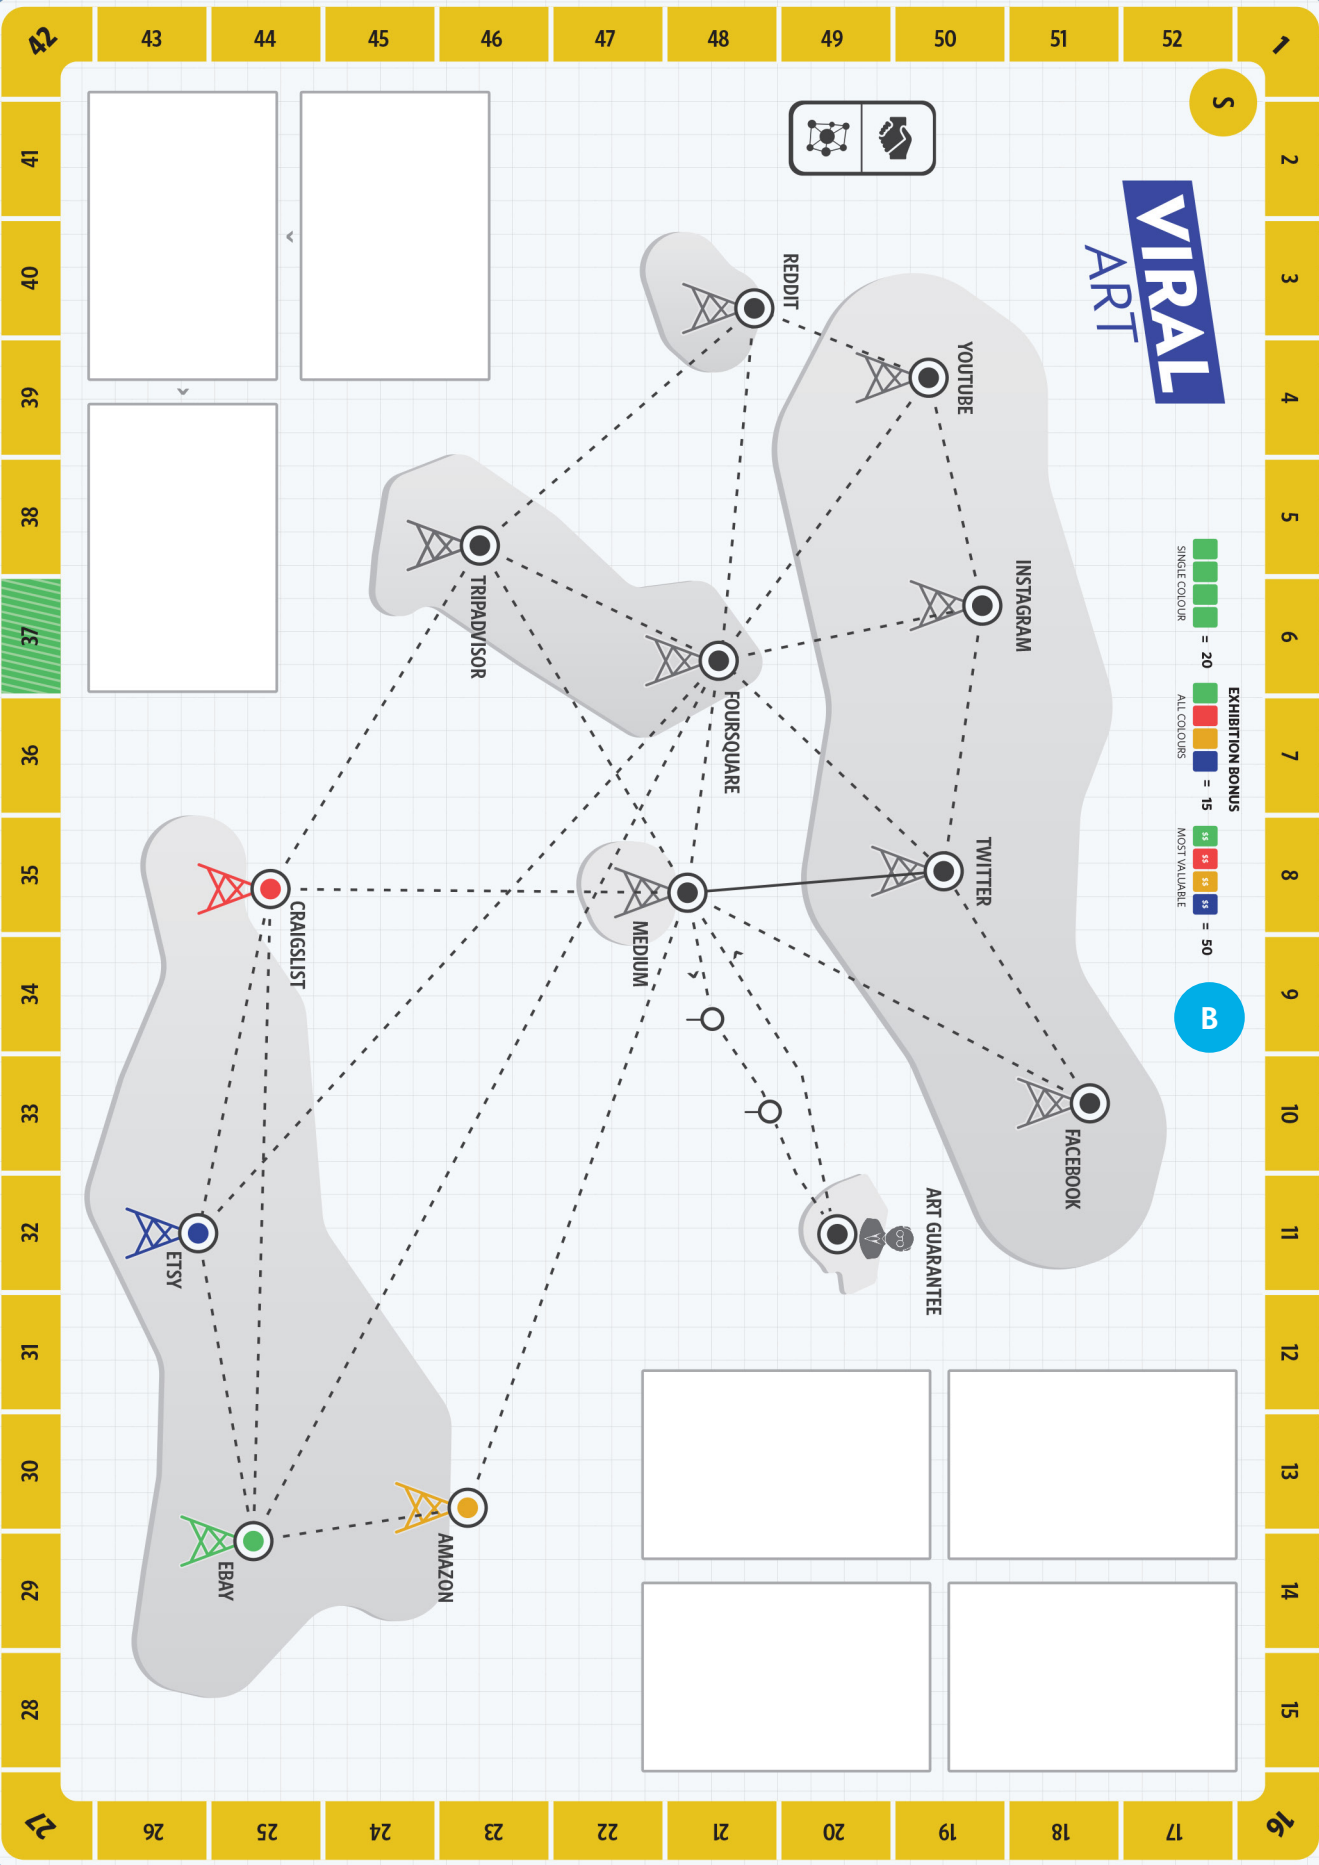 42
43
44
45
46
47
48
49
50
51
52
1
S
2
3
4
5
6
7
8
9
10
11
12
13
14
15
16
17
18
19
20
21
22
23
24
25
26
27
28
29
30
31
32
33
34
35
36
37
38
39
40
41
VIRAL
ART
EXHIBITION BONUS
= 20
SINGLE COLOUR
= 15
ALL COLOURS
$$ $$ $$ $$ = 50
MOST VALUABLE
B
REDDIT
YOUTUBE
INSTAGRAM
TRIPADVISOR
FOURSQUARE
TWITTER
MEDIUM
CRAIGSLIST
FACEBOOK
ART GUARANTEE
ETSY
AMAZON
EBAY